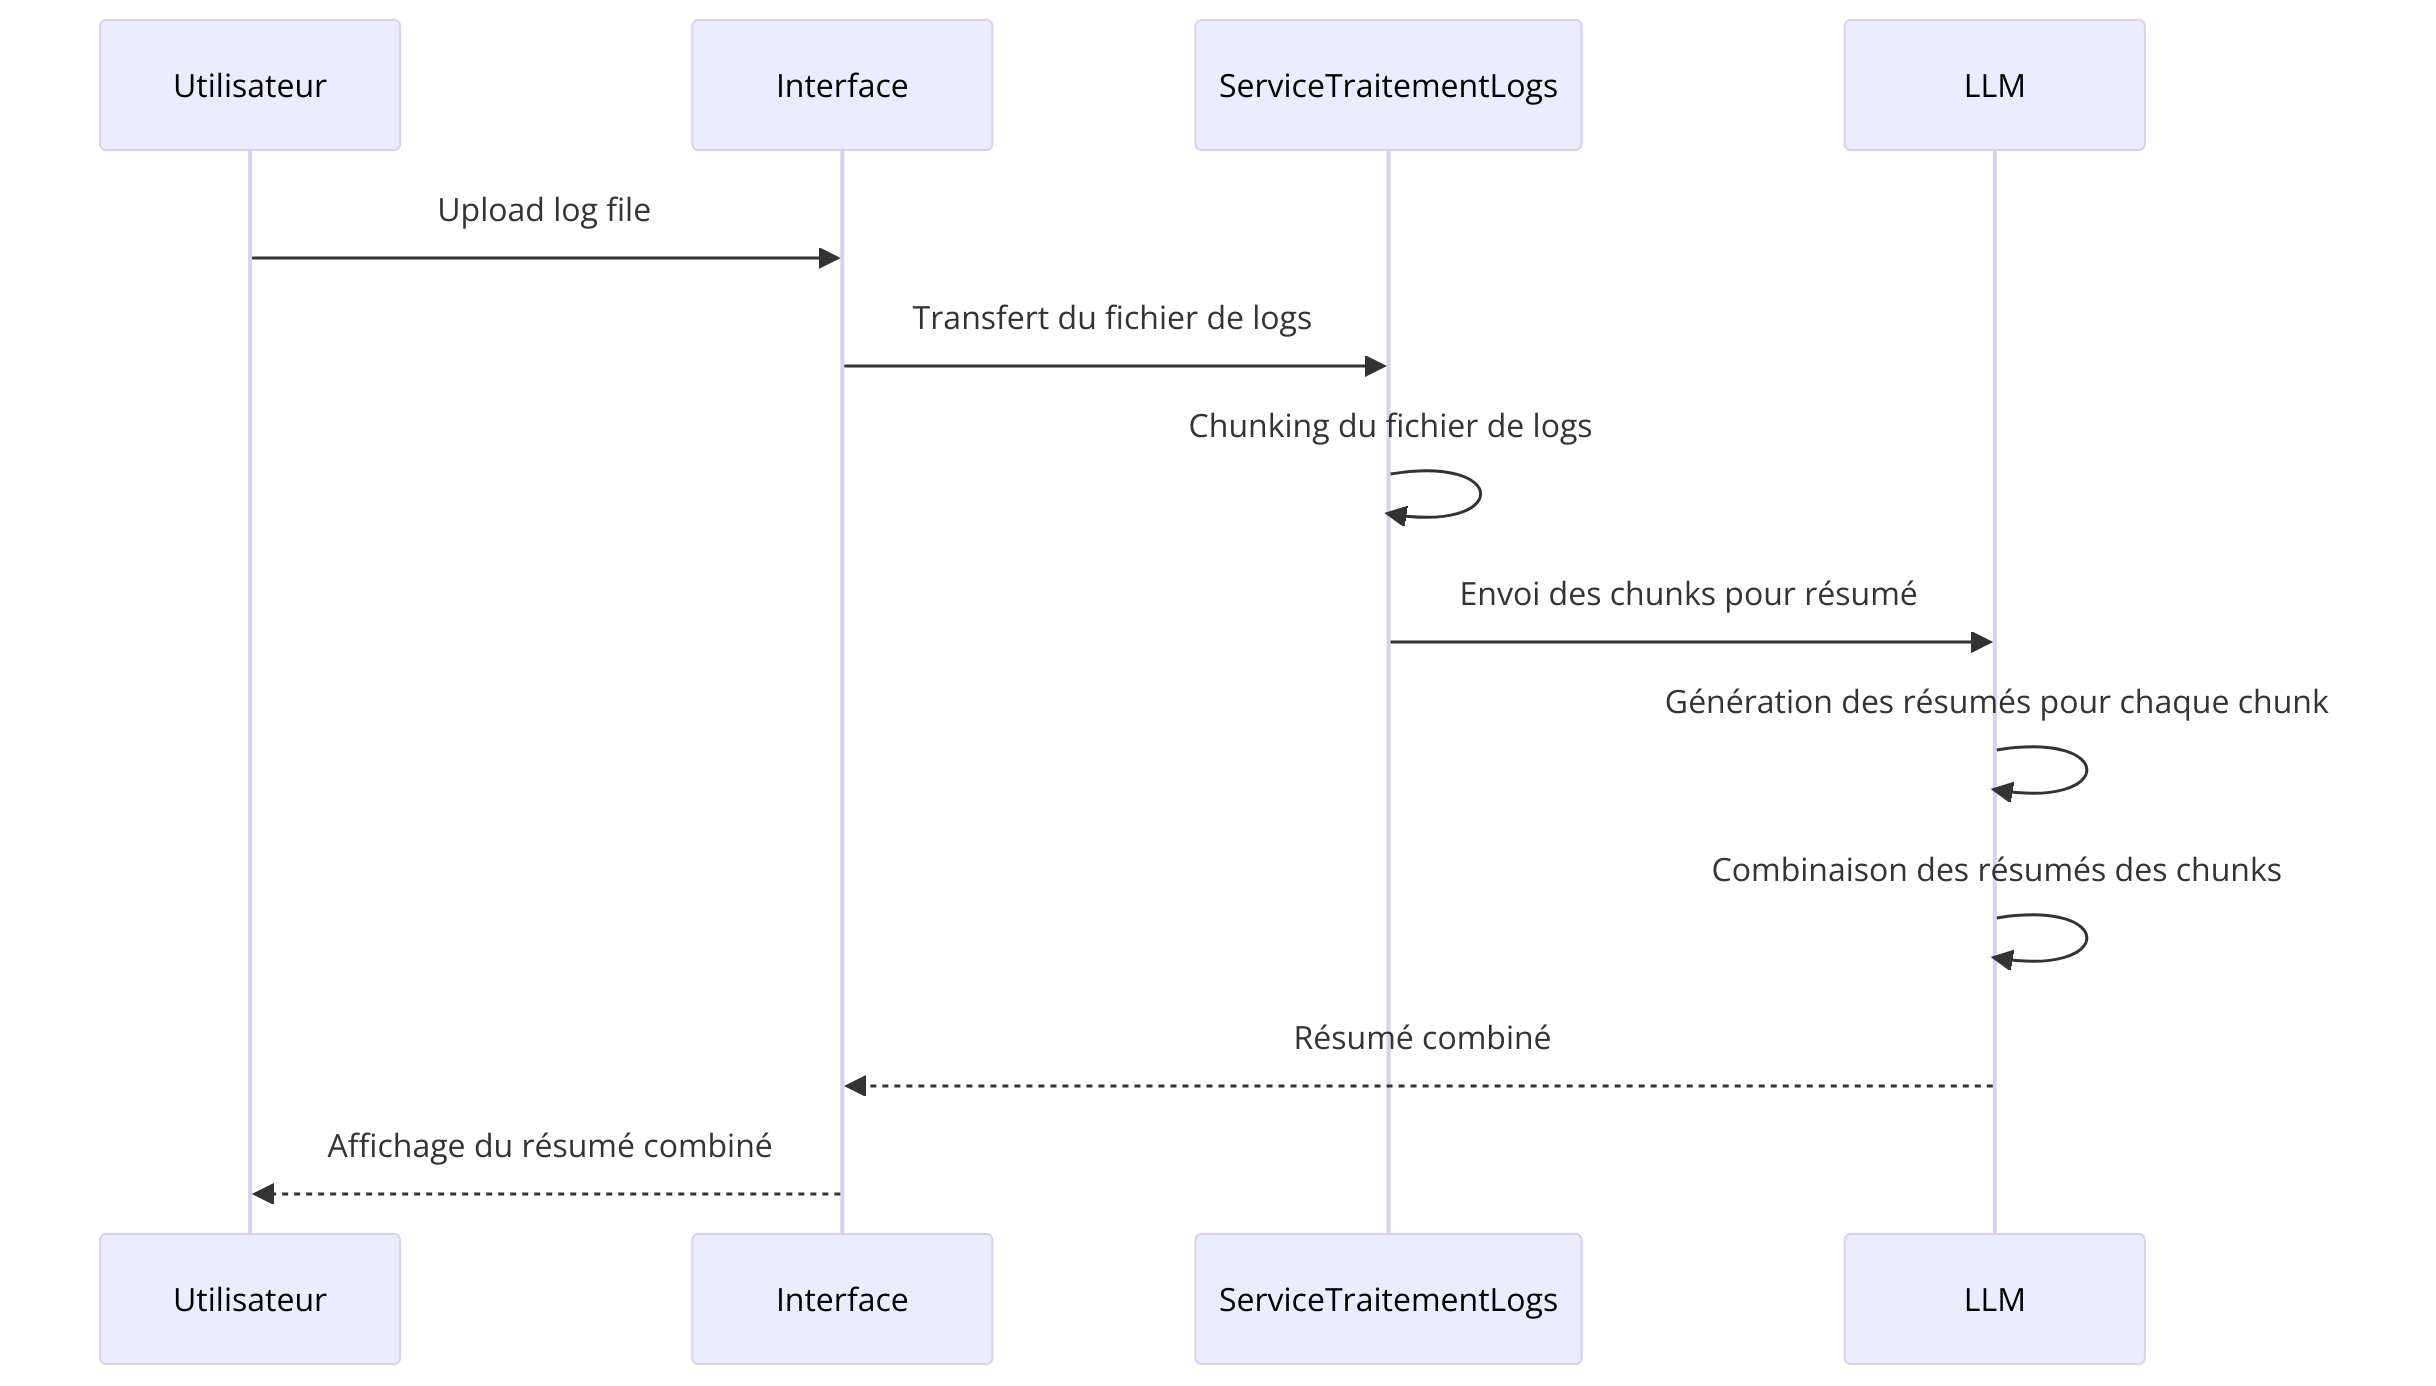 Utilisateur
Interface
ServiceTraitementLogs
LLM
Upload log file
Transfert du fichier de logs
Chunking du fichier de logs
Envoi des chunks pour résumé
Génération des résumés pour chaque chunk
Combinaison des résumés des chunks
Résumé combiné
Affichage du résumé combiné
Utilisateur
Interface
ServiceTraitementLogs
LLM